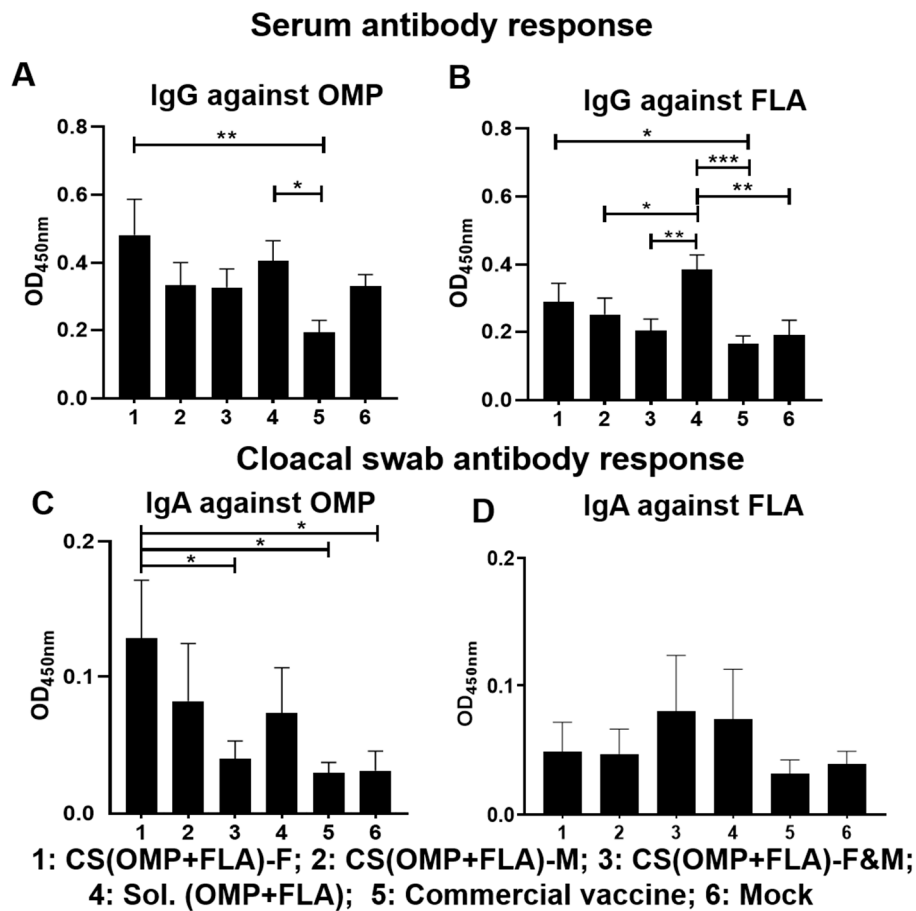 Serum antibody response
A
IgG against OMP
OD450nm
0.8
0.6
0.4
0.2
0.0
**
*
1 2 3 4 5 6
B
IgG against FLA
OD450nm
0.8
0.6
0.4
0.2
0.0
*
***
**
*
**
1 2 3 4 5 6
Cloacal swab antibody response
C
IgA against OMP
OD450nm
0.2
0.1
0.0
*
*
*
1 2 3 4 5 6
D
IgA against FLA
OD450nm
0.2
0.1
0.0
1 2 3 4 5 6
1: CS(OMP+FLA)-F; 2: CS(OMP+FLA)-M; 3: CS(OMP+FLA)-F&M;
4: Sol. (OMP+FLA); 5: Commercial vaccine; 6: Mock